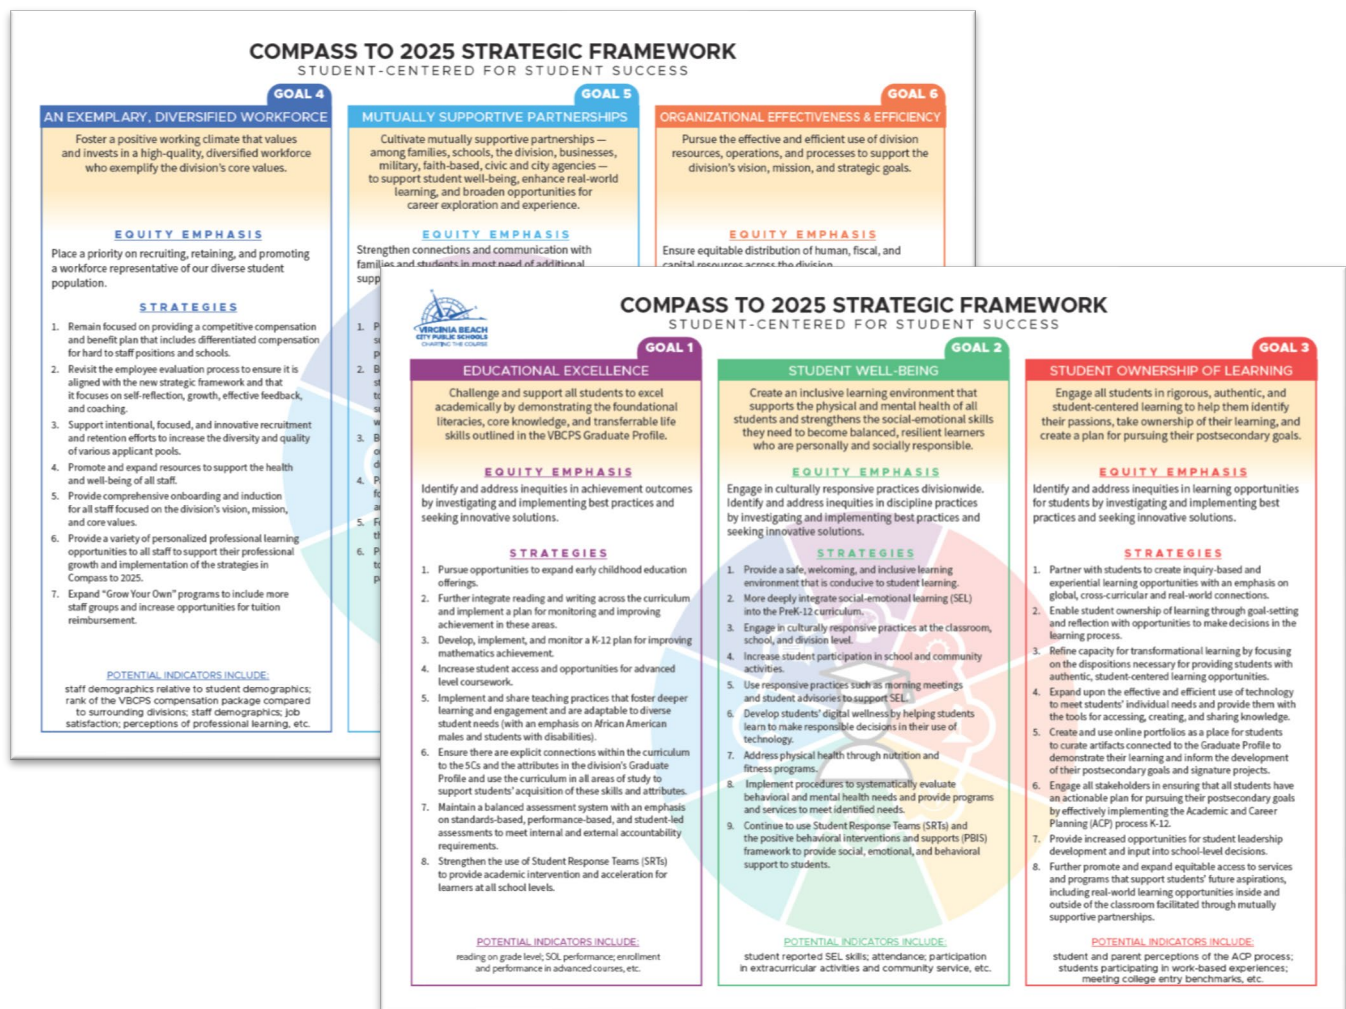 COMPASS TO 2025 STRATEGIC FRAMEWORK
STUDENT-CENTERED FOR STUDENT SUCCESS
GOAL 4
AN EXEMPLARY, DIVERSIFIED WORKFORCE
Foster a positive working climate that values
and invests in a high-quality, diversified workforce
who exemplify the division's core values.
EQUITY EMPHASIS
Place a priority on recruiting, retaining, and promoting
a workforce representative of our diverse student
population.
STRATEGIES
1. Remain focused on providing a competitive compensation
and benefit plan that includes differentiated compensation
for hard to staff positions and schools.
2. Revisit the employee evaluation process to ensure it is
aligned with the new strategic framework and that
it focuses on self-reflection, growth, effective feedback,
and coaching.
3. Support intentional, focused, and innovative recruitment
and retention efforts to increase the diversity and quality
of various applicant pools.
4. Promote and expand resources to support the health
and well-being of all staff.
5. Provide comprehensive onboarding and induction
for all staff focused on the division's vision, mission,
and core values.
6. Provide a variety of personalized professional learning
opportunities to all staff to support their professional
growth and implementation of the strategies in
Compass to 2025.
7. Expand "Grow Your Own" programs to include more
staff groups and increase opportunities for tuition
reimbursement.
POTENTIAL INDICATORS INCLUDE:
staff demographics relative to student demographics;
rank of the VBCPS compensation package compared
to surrounding divisions; staff demographics; job
satisfaction; perceptions of professional learning, etc.
GOAL 5
MUTUALLY SUPPORTIVE PARTNERSHIPS
Cultivate mutually supportive partnerships —
among families, schools, the division, businesses,
military, faith-based, civic and city agencies —
to support student well-being, enhance real-world
learning, and broaden opportunities for
career exploration and experience.
EQUITY EMPHASIS
Strengthen connections and communication with
families and students in most need of additional
1.
2.
3.
4.
5.
6.
GOAL 6
ORGANIZATIONAL EFFECTIVENESS & EFFICIENCY
Pursue the effective and efficient use of division
resources, operations, and processes to support the
division's vision, mission, and strategic goals.
EQUITY EMPHASIS
Ensure equitable distribution of human, fiscal, and
capital resources across the division.
VIRGINIA BEACH
CITY PUBLIC SCHOOLS
CHARTING THE COURSE
COMPASS TO 2025 STRATEGIC FRAMEWORK
STUDENT-CENTERED FOR STUDENT SUCCESS
GOAL 1
EDUCATIONAL EXCELLENCE
Challenge and support all students to excel
academically by demonstrating the foundational
literacies, core knowledge, and transferrable life
skills outlined in the VBCPS Graduate Profile.
EQUITY EMPHASIS
Identify and address inequities in achievement outcomes
by investigating and implementing best practices and
seeking innovative solutions.
STRATEGIES
1. Pursue opportunities to expand early childhood education
offerings.
2. Further integrate reading and writing across the curriculum
and implement a plan for monitoring and improving
achievement in these areas.
3. Develop, implement, and monitor a K-12 plan for improving
mathematics achievement.
4. Increase student access and opportunities for advanced
level coursework.
5. Implement and share teaching practices that foster deeper
learning and engagement and are adaptable to diverse
student needs (with an emphasis on African American
males and students with disabilities).
6. Ensure there are explicit connections within the curriculum
to the 5Cs and the attributes in the division's Graduate
Profile and use the curriculum in all areas of study to
support students' acquisition of these skills and attributes.
7. Maintain a balanced assessment system with an emphasis
on standards-based, performance-based, and student-led
assessments to meet internal and external accountability
requirements.
8. Strengthen the use of Student Response Teams (SRTs)
to provide academic intervention and acceleration for
learners at all school levels.
POTENTIAL INDICATORS INCLUDE:
reading on grade level; SOL performance; enrollment
and performance in advanced courses, etc.
GOAL 2
STUDENT WELL-BEING
Create an inclusive learning environment that
supports the physical and mental health of all
students and strengthens the social-emotional skills
they need to become balanced, resilient learners
who are personally and socially responsible.
EQUITY EMPHASIS
Engage in culturally responsive practices divisionwide.
Identify and address inequities in discipline practices
by investigating and implementing best practices and
seeking innovative solutions.
STRATEGIES
1. Provide a safe, welcoming, and inclusive learning
environment that is conducive to student learning.
2. More deeply integrate social-emotional learning (SEL)
into the PreK-12 curriculum.
3. Engage in culturally responsive practices at the classroom,
school, and division level.
4. Increase student participation in school and community
activities.
5. Use responsive practices such as morning meetings
and student advisories to support SEL.
6. Develop students' digital wellness by helping students
learn to make responsible decisions in their use of
technology.
7. Address physical health through nutrition and
fitness programs.
8. Implement procedures to systematically evaluate
behavioral and mental health needs and provide programs
and services to meet identified needs.
9. Continue to use Student Response Teams (SRTs) and
the positive behavioral interventions and supports (PBIS)
framework to provide social, emotional, and behavioral
support to students.
POTENTIAL INDICATORS INCLUDE:
student reported SEL skills; attendance; participation
in extracurricular activities and community service, etc.
GOAL 3
STUDENT OWNERSHIP OF LEARNING
Engage all students in rigorous, authentic, and
student-centered learning to help them identify
their passions, take ownership of their learning, and
create a plan for pursuing their postsecondary goals.
EQUITY EMPHASIS
Identify and address inequities in learning opportunities
for students by investigating and implementing best
practices and seeking innovative solutions.
STRATEGIES
1. Partner with students to create inquiry-based and
experiential learning opportunities with an emphasis on
global, cross-curricular and real-world connections.
2. Enable student ownership of learning through goal-setting
and reflection with opportunities to make decisions in the
learning process.
3. Refine capacity for transformational learning by focusing
on the dispositions necessary for providing students with
authentic, student-centered learning opportunities.
4. Expand upon the effective and efficient use of technology
to meet students' individual needs and provide them with
the tools for accessing, creating, and sharing knowledge.
5. Create and use online portfolios as a place for students
to curate artifacts connected to the Graduate Profile to
demonstrate their learning and inform the development
of their postsecondary goals and signature projects.
6. Engage all stakeholders in ensuring that all students have
an actionable plan for pursuing their postsecondary goals
by effectively implementing the Academic and Career
Planning (ACP) process K-12.
7. Provide increased opportunities for student leadership
development and input into school-level decisions.
8. Further promote and expand equitable access to services
and programs that support students' future aspirations,
including real-world learning opportunities inside and
outside of the classroom facilitated through mutually
supportive partnerships.
POTENTIAL INDICATORS INCLUDE:
student and parent perceptions of the ACP process;
students participating in work-based experiences;
meeting college entry benchmarks, etc.